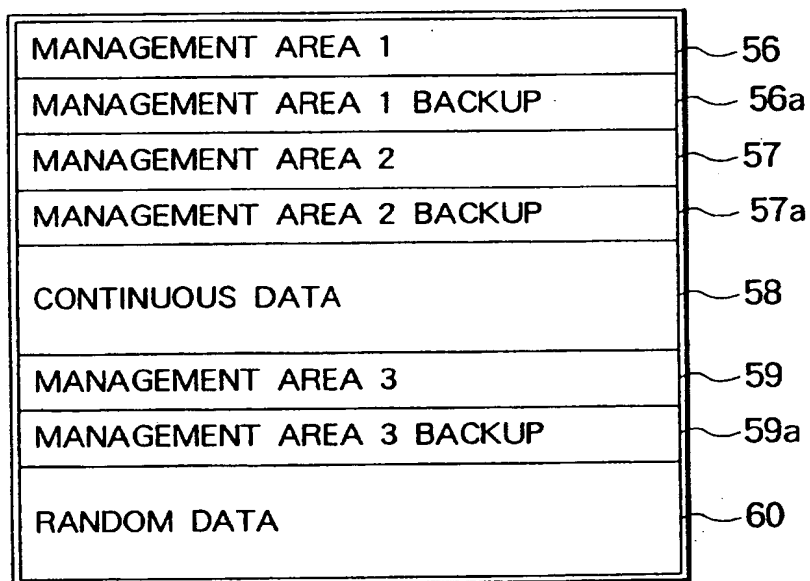 MANAGEMENT AREA 1 56
MANAGEMENT AREA 1 BACKUP 56a
MANAGEMENT AREA 2 57
MANAGEMENT AREA 2 BACKUP 57a
CONTINUOUS DATA 58
MANAGEMENT AREA 3 59
MANAGEMENT AREA 3 BACKUP 59a
RANDOM DATA 60